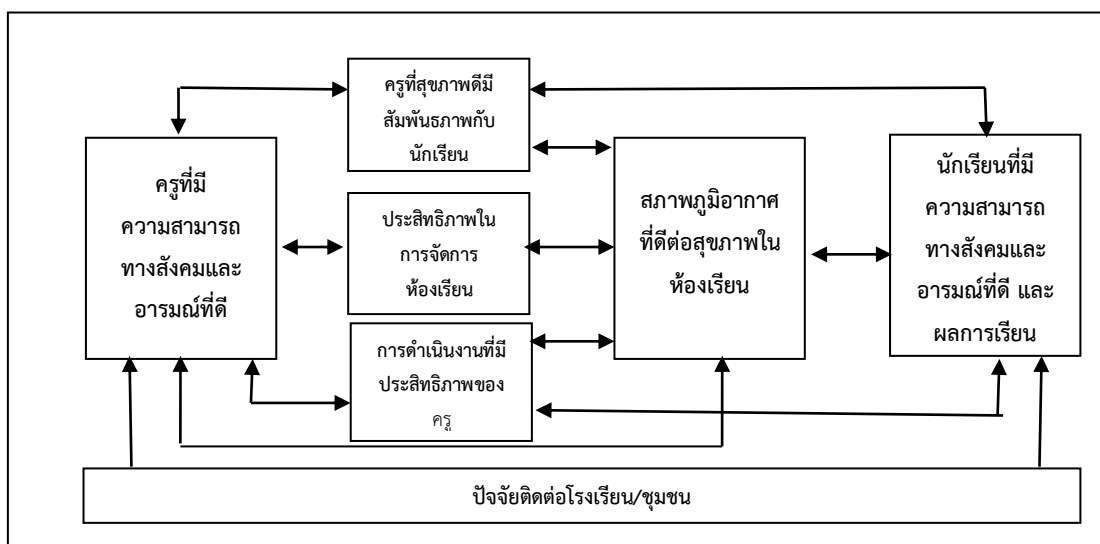 ครูที่สุขภาพดีมี
สัมพันธภาพกับ
นักเรียน
ครูที่มี
ความสามารถ
ทางสังคมและ
อารมณ์ที่ดี
ประสิทธิภาพใน
การจัดการ
ห้องเรียน
การดำเนินงานที่มี
ประสิทธิภาพของ
ครู
สภาพภูมิอากาศ
ที่ดีต่อสุขภาพใน
ห้องเรียน
นักเรียนที่มี
ความสามารถ
ทางสังคมและ
อารมณ์ที่ดี และ
ผลการเรียน
ปัจจัยติดต่อโรงเรียน/ชุมชน